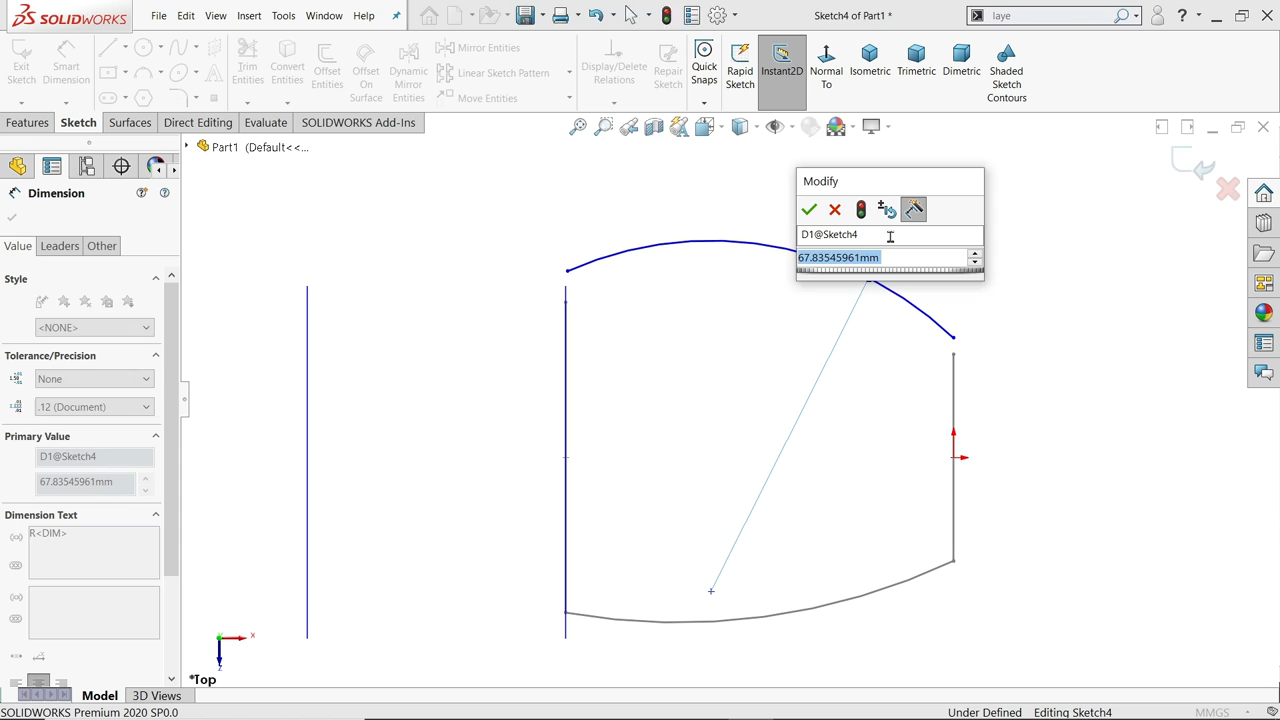 SOLIDWORKS
File Edit View Insert Tools Window Help
Sketch4 of Part1 *
laye
Exit Sketch
Smart Dimension
Trim Entities
Convert Entities
Offset Entities
Offset On Surface
Dynamic Mirror Entities
Mirror Entities
Linear Sketch Pattern
Move Entities
Display/Delete Relations
Repair Sketch
Quick Snaps
Rapid Sketch
Instant2D
Normal To
Isometric
Trimetric
Dimetric
Shaded Sketch Contours
Features Sketch Surfaces Direct Editing Evaluate SOLIDWORKS Add-Ins
Part1 (Default<<...
Dimension
Value Leaders Other
Style
<NONE>
Tolerance/Precision
None
.12 (Document)
Primary Value
D1@Sketch4
67.83545961mm
Dimension Text
R<DIM>
Modify
D1@Sketch4
67.83545961mm
x
z
*Top
Model 3D Views
SOLIDWORKS Premium 2020 SP0.0
Under Defined Editing Sketch4 MMGS